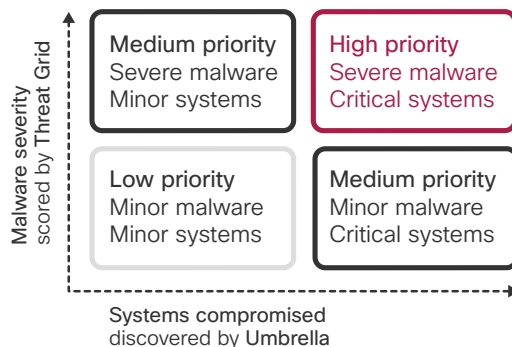 Malware severity
scored by Threat Grid
Medium priority
Severe malware
Minor systems
High priority
Severe malware
Critical systems
Low priority
Minor malware
Minor systems
Medium priority
Minor malware
Critical systems
Systems compromised
discovered by Umbrella